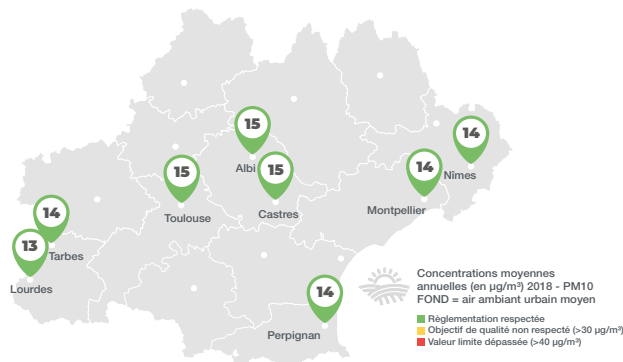 15
14
Albi
15
15
14
Nîmes
Toulouse
Castres
Montpellier
14
13
Tarbes
Lourdes
14
Perpignan
Concentrations moyennes
annuelles (en µg/m³) 2018 - PM10
FOND = air ambiant urbain moyen
Règlementation respectée
Objectif de qualité non respecté (>30 µg/m³)
Valeur limite dépassée (>40 µg/m³)